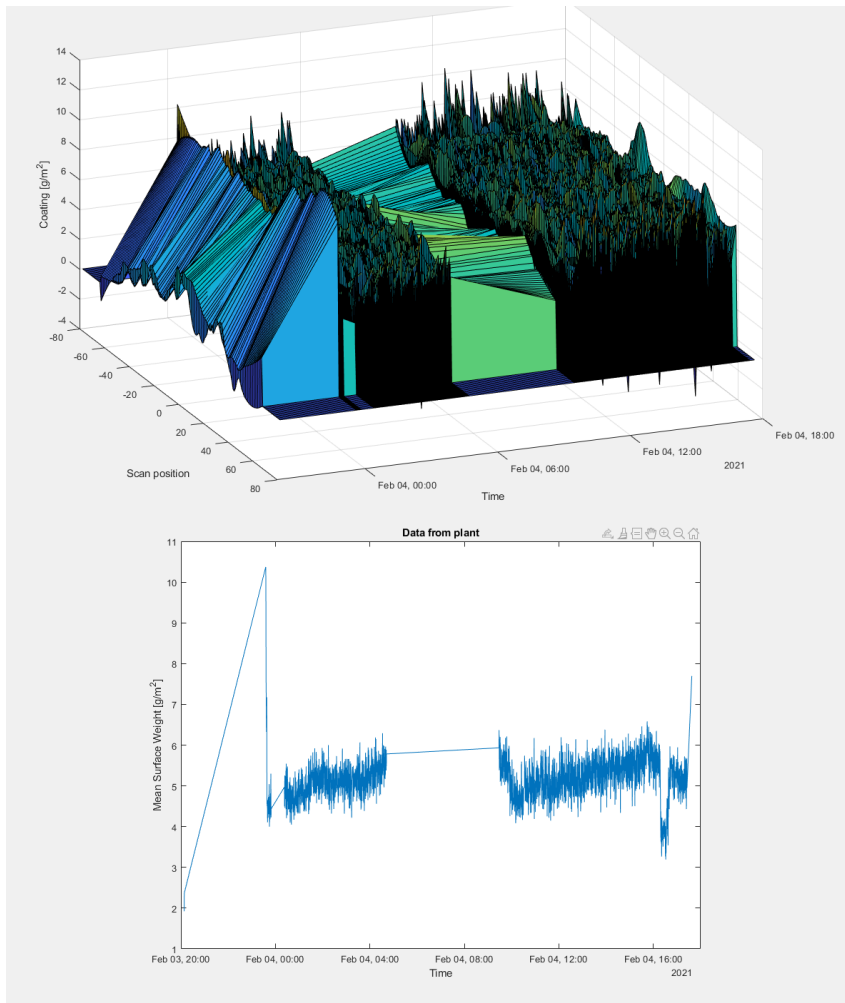 14
12
10
8
6
4
2
0
-2
-4
Coating [g/m²]
-80
-60
-40
-20
0
20
40
60
80
Scan position
Feb 04, 00:00
Feb 04, 06:00
Feb 04, 12:00
Feb 04, 18:00
2021
Time
Data from plant
11
10
9
8
7
6
5
4
3
2
1
Mean Surface Weight [g/m²]
Feb 03, 20:00 Feb 04, 00:00 Feb 04, 04:00 Feb 04, 08:00 Feb 04, 12:00 Feb 04, 16:00
Time
2021